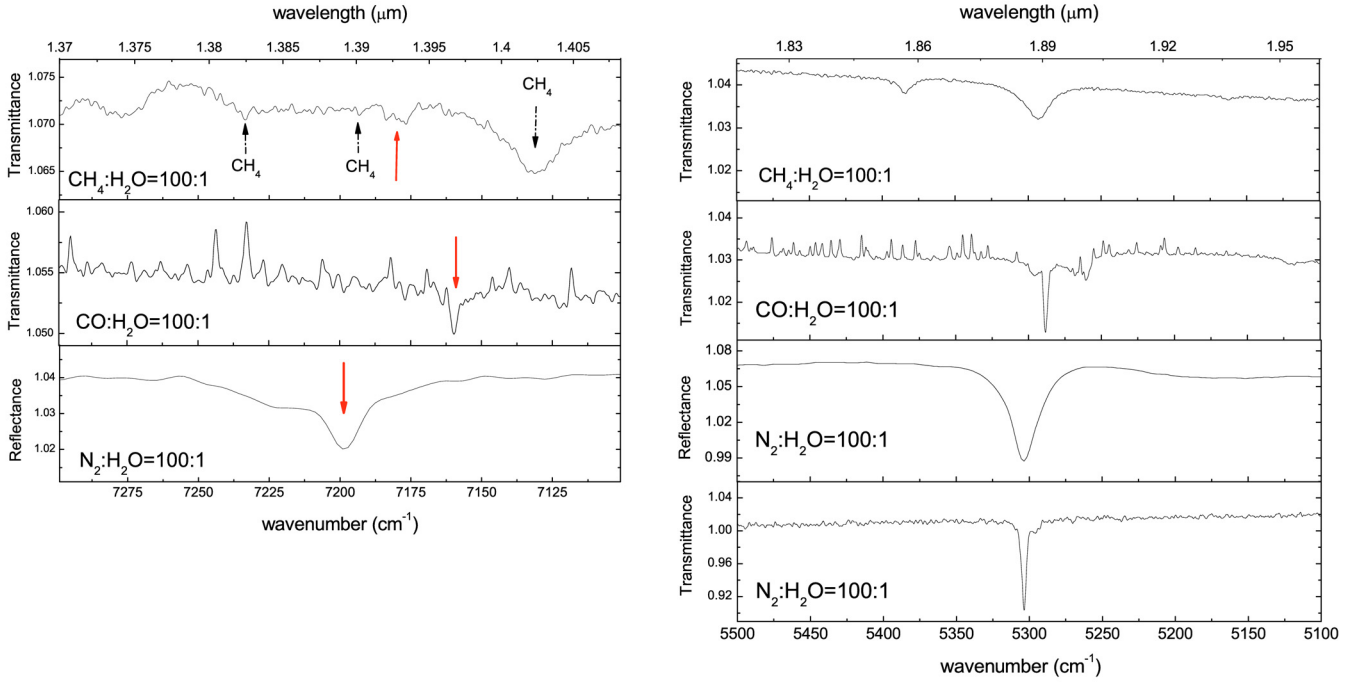 wavelength (μm)
1.37 1.375 1.38 1.385 1.39 1.395 1.4 1.405
Transmittance
1.075
1.070
1.065
CH₄
CH₄
CH₄
CH₄:H₂O=100:1
Transmittance
1.060
1.055
1.050
CO:H₂O=100:1
Reflectance
1.04
1.03
1.02
N₂:H₂O=100:1
7275 7250 7225 7200 7175 7150 7125
wavenumber (cm⁻¹)
wavelength (μm)
1.83 1.86 1.89 1.92 1.95
Transmittance
1.04
1.03
1.02
CH₄:H₂O=100:1
Transmittance
1.04
1.03
1.02
CO:H₂O=100:1
Reflectance
1.08
1.05
1.02
0.99
N₂:H₂O=100:1
Transmittance
1.04
1.00
0.96
0.92
N₂:H₂O=100:1
5500 5450 5400 5350 5300 5250 5200 5150 5100
wavenumber (cm⁻¹)